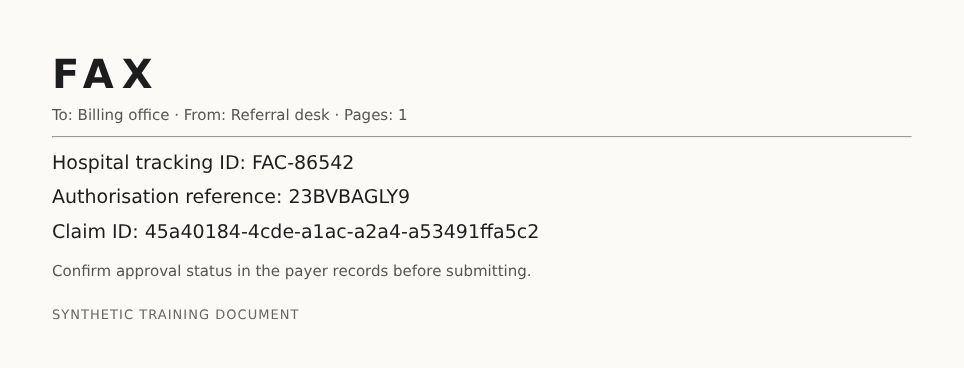 FAX
To: Billing office · From: Referral desk · Pages: 1
Hospital tracking ID: FAC-86542
Authorisation reference: 23BVBAGLY9
Claim ID: 45a40184-4cde-a1ac-a2a4-a53491ffa5c2
Confirm approval status in the payer records before submitting.
SYNTHETIC TRAINING DOCUMENT